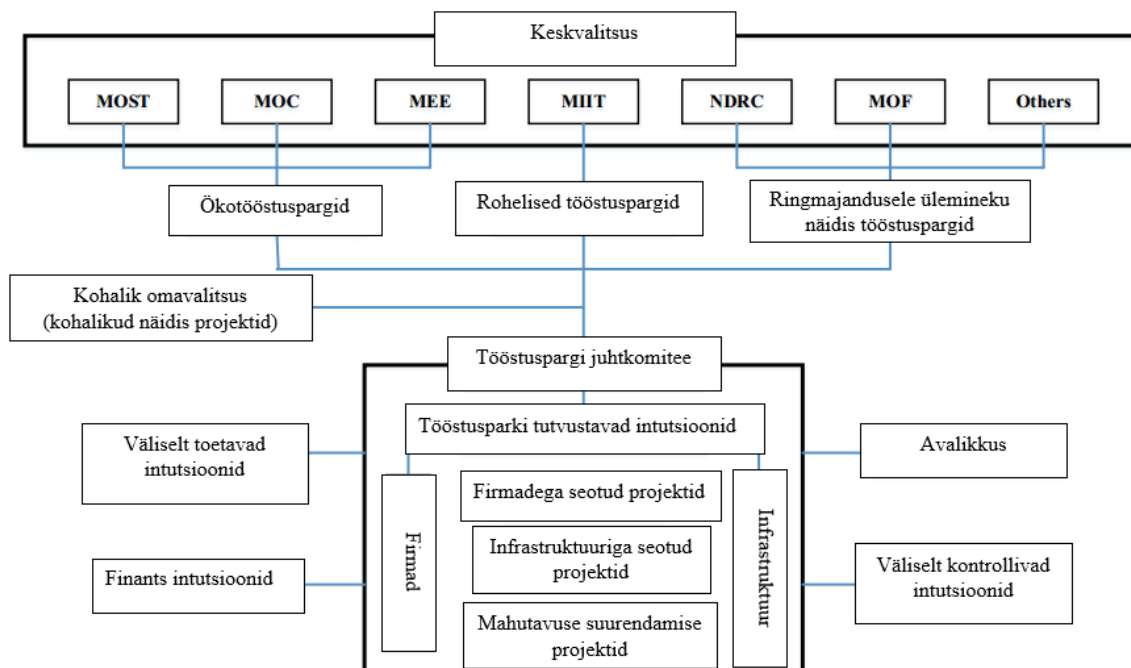 Keskvalitsus
MOST
MOC
MEE
MIIT
NDRC
MOF
Others
Ökotööstuspargid
Rohelised tööstuspargid
Ringmajandusele ülemineku
näidis tööstuspargid
Kohalik omavalitsus
(kohalikud näidis projektid)
Tööstuspargi juhtkomitee
Tööstusparki tutvustavad intutsioonid
Väliselt toetavad
intutsioonid
Avalikkus
Firmad
Firmadega seotud projektid
Infrastruktuur
Infrastruktuuriga seotud
projektid
Finants intutsioonid
Väliselt kontrollivad
intutsioonid
Mahutavuse suurendamise
projektid